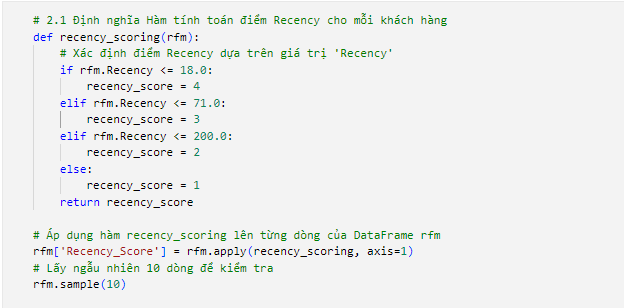 # 2.1 Định nghĩa Hàm tính toán điểm Recency cho mỗi khách hàng
def recency_scoring(rfm):
    # Xác định điểm Recency dựa trên giá trị 'Recency'
    if rfm.Recency <= 18.0:
        recency_score = 4
    elif rfm.Recency <= 71.0:
        recency_score = 3
    elif rfm.Recency <= 200.0:
        recency_score = 2
    else:
        recency_score = 1
    return recency_score

# Áp dụng hàm recency_scoring lên từng dòng của DataFrame rfm
rfm['Recency_Score'] = rfm.apply(recency_scoring, axis=1)
# Lấy ngẫu nhiên 10 dòng để kiểm tra
rfm.sample(10)